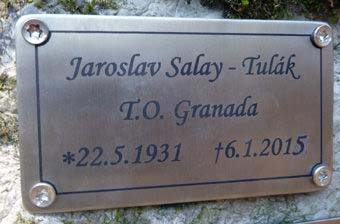 Jaroslav Salay - Tulák
T.O. Granada
*22.5.1931 †6.1.2015